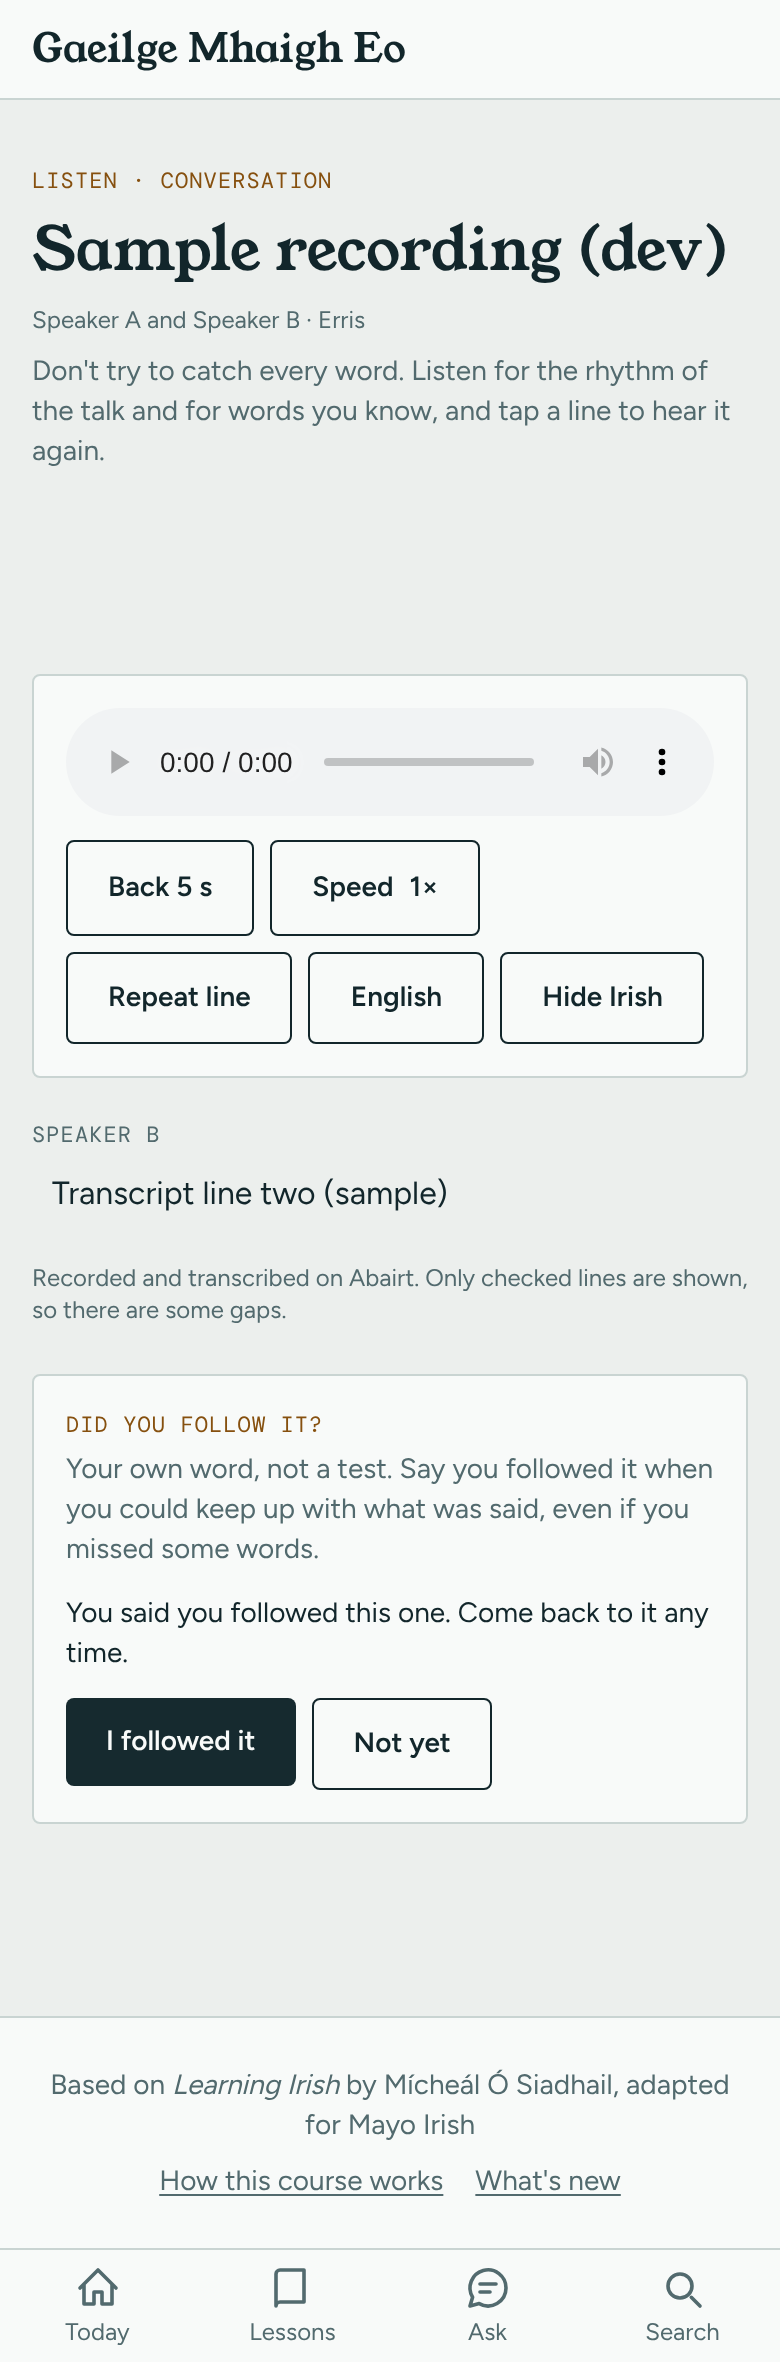 Gaeilge Mhaigh Eo
LISTEN · CONVERSATION
Sample recording (dev)
Speaker A and Speaker B · Erris
Don't try to catch every word. Listen for the rhythm of
the talk and for words you know, and tap a line to hear it
again.
0:00 / 0:00
Back 5 s
Speed 1×
Repeat line
English
Hide Irish
SPEAKER B
Transcript line two (sample)
Recorded and transcribed on Abairt. Only checked lines are shown,
so there are some gaps.
DID YOU FOLLOW IT?
Your own word, not a test. Say you followed it when
you could keep up with what was said, even if you
missed some words.
You said you followed this one. Come back to it any
time.
I followed it
Not yet
Based on Learning Irish by Mícheál Ó Siadhail, adapted
for Mayo Irish
How this course works
What's new
Today
Lessons
Ask
Search